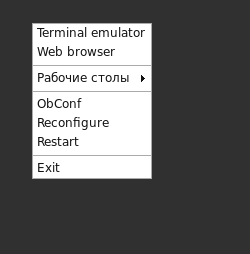 Terminal emulator
Web browser
Рабочие столы
ObConf
Reconfigure
Restart
Exit